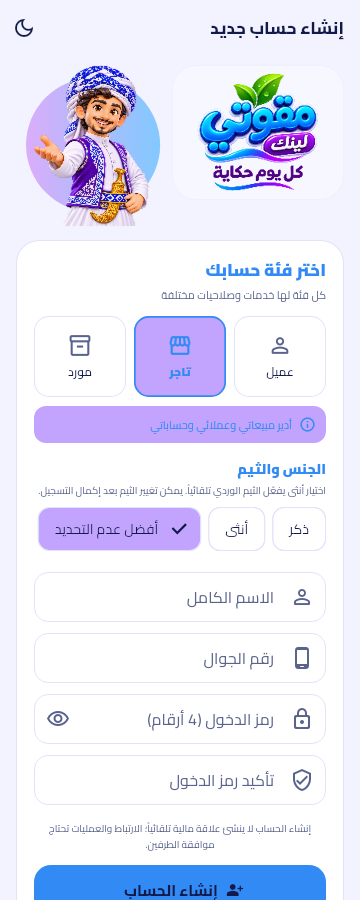 إنشاء حساب جديد
مقوتي
لينك
كل يوم حكاية
اختر فئة حسابك
كل فئة لها خدمات وصلاحيات مختلفة
عميل
تاجر
مورد
أدير مبيعاتي وعملائي وحساباتي
الجنس والثيم
اختيار أنثى يفعّل الثيم الوردي تلقائياً. يمكن تغيير الثيم بعد إكمال التسجيل.
ذكر
أنثى
أفضل عدم التحديد
الاسم الكامل
رقم الجوال
رمز الدخول (4 أرقام)
تأكيد رمز الدخول
إنشاء الحساب لا ينشئ علاقة مالية تلقائياً؛ الارتباط والعمليات تحتاج
موافقة الطرفين.
إنشاء الحساب